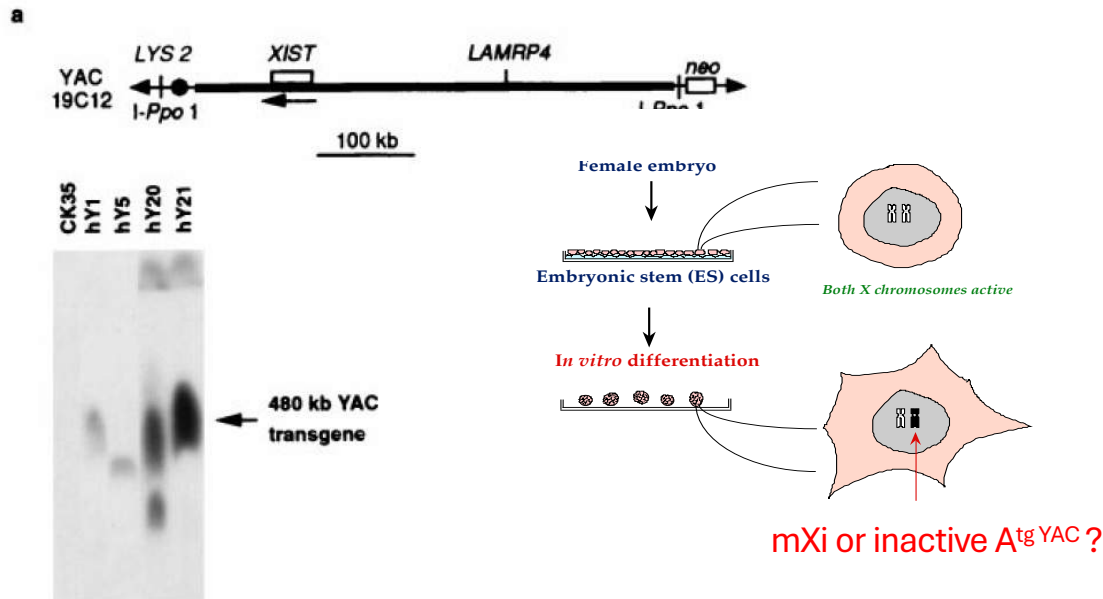 a
LYS 2 XIST LAMRP4 neo
YAC
19C12
I-Ppo 1
100 kb
CK35
hY1
hY5
hY20
hY21
480 kb YAC
transgene
Female embryo
Embryonic stem (ES) cells
Both X chromosomes active
In vitro differentiation
mXi or inactive Atg YAC ?